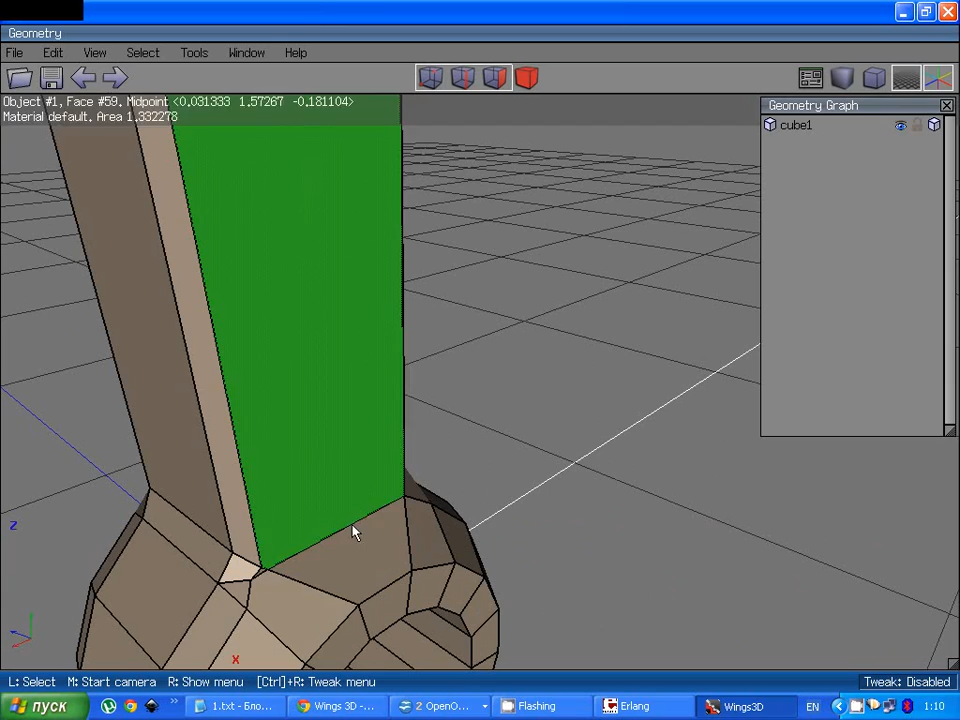 Geometry
File Edit View Select Tools Window Help
Object #1, Face #59. Midpoint <0.031333 1.57267 -0.181104>
Material default. Area 1.332278
Geometry Graph
cube1
z
x
L: Select M: Start camera R: Show menu [Ctrl]+R: Tweak menu
Tweak: Disabled
пуск
1.txt - Бло...
Wings 3D -...
2 OpenO...
Flashing
Erlang
Wings3D
EN
1:10